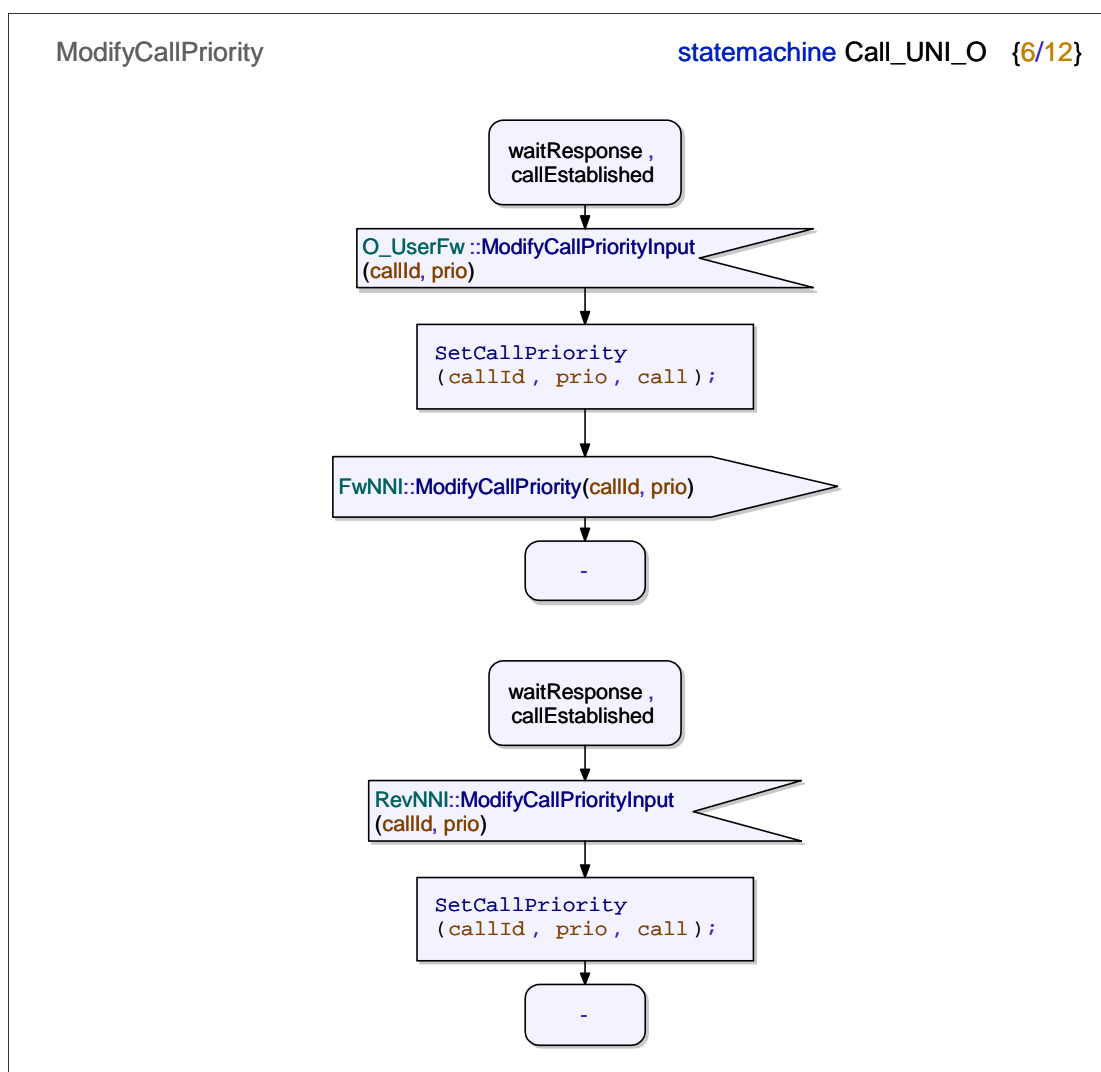 ModifyCallPriority
statemachine Call_UNI_O {6/12}
waitResponse ,
callEstablished
O_UserFw ::ModifyCallPriorityInput
(callId, prio)
SetCallPriority
(callId , prio , call );
FwNNI::ModifyCallPriority(callId, prio)
-
waitResponse ,
callEstablished
RevNNI::ModifyCallPriorityInput
(callId, prio)
SetCallPriority
(callId , prio , call );
-